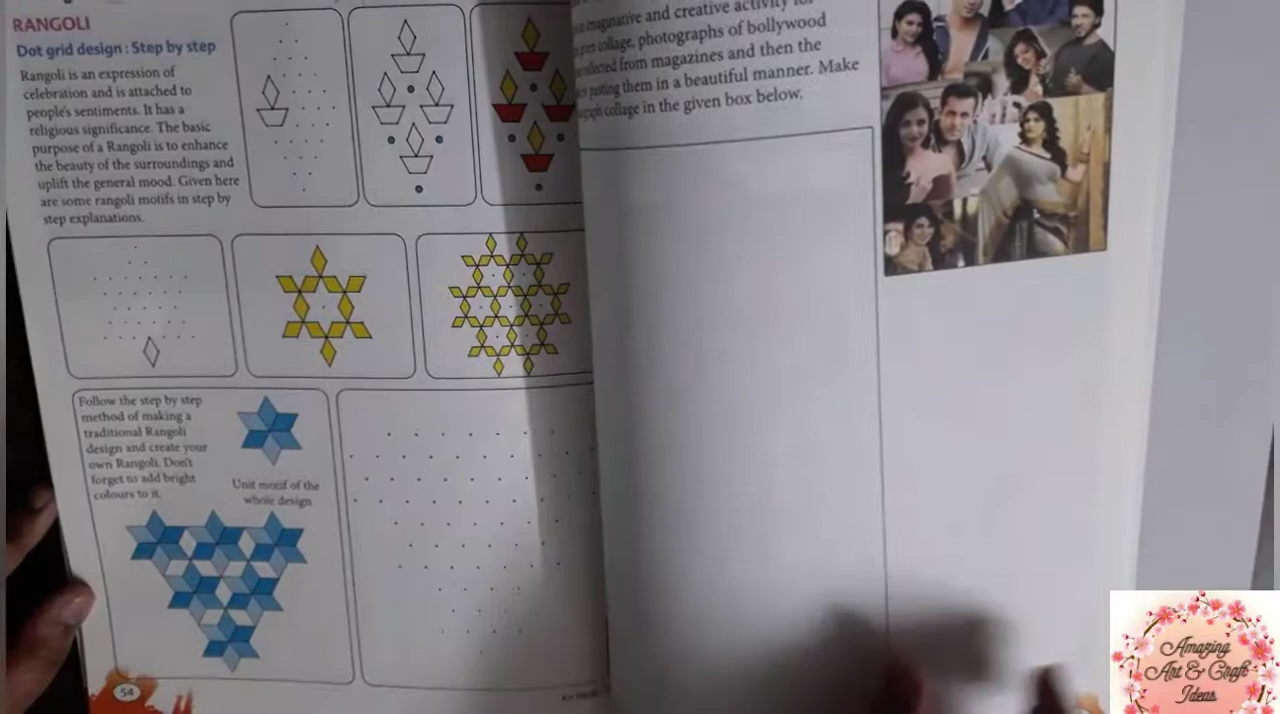 RANGOLI
Dot grid design : Step by step
Rangoli is an expression of
celebration and is attached to
people's sentiments. It has a
religious significance. The basic
purpose of a Rangoli is to enhance
the beauty of the surroundings and
uplift the general mood. Given here
are some rangoli motifs in step by
step explanations.
Follow the step by step
method of making a
traditional Rangoli
design and create your
own Rangoli. Don't
forget to add bright
colours to it.
Unit motif of the
whole design
54
imaginative and creative activity
collage, photographs of bollywood
from magazines and then the
pasting them in a beautiful manner. Make
collage in the given box below.
Amazing
Art & Craft
Ideas